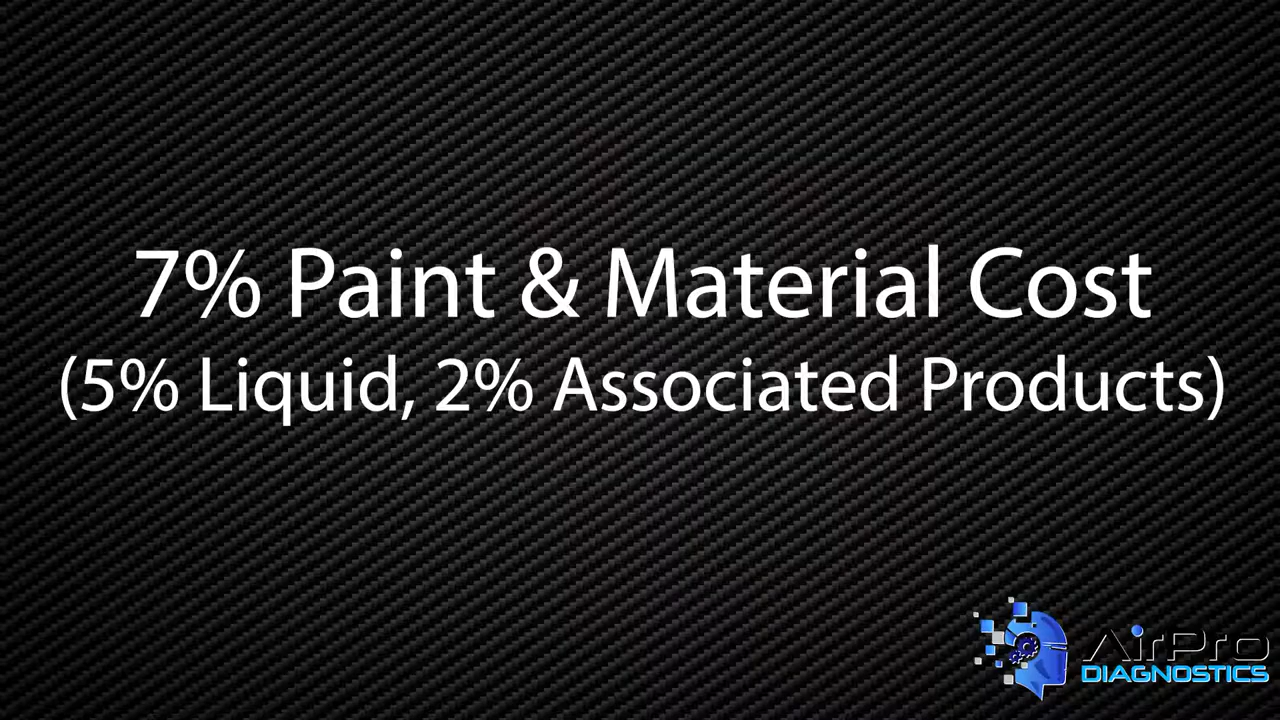 7% Paint & Material Cost
(5% Liquid, 2% Associated Products)
AirPro
DIAGNOSTICS